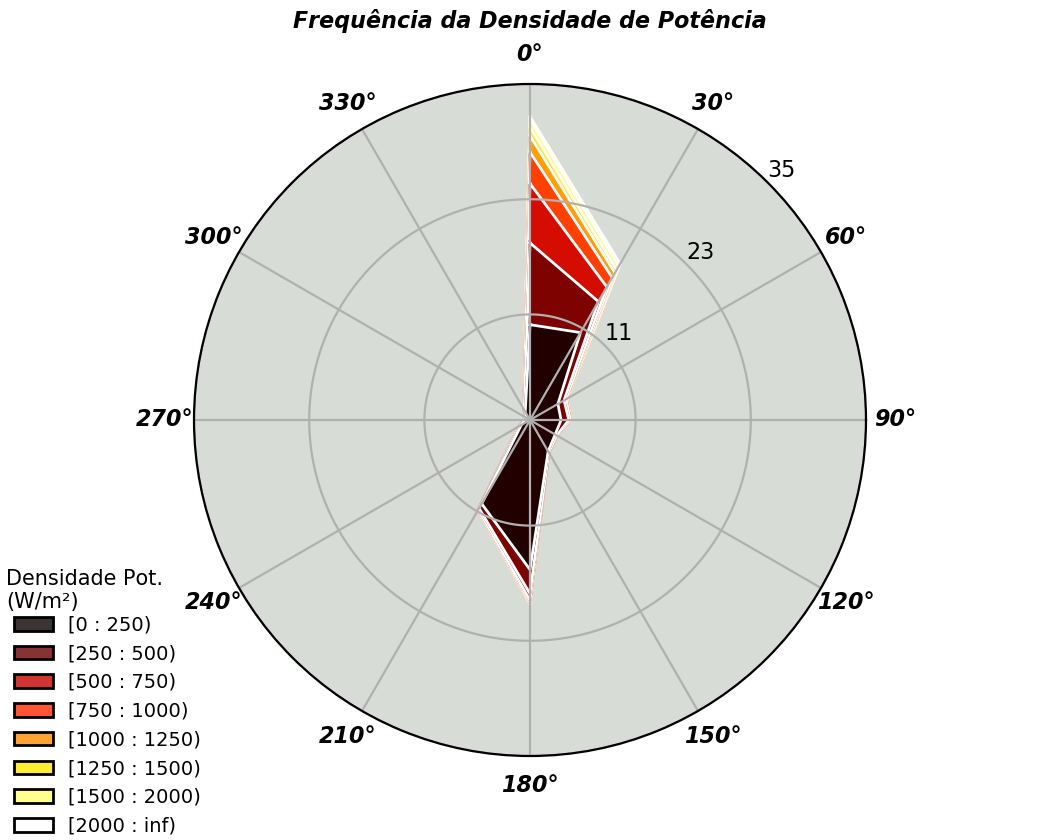 Frequência da Densidade de Potência
0°
330°
30°
35
300°
60°
23
11
270°
90°
Densidade Pot.
(W/m²)
240°
120°
[0 : 250)
[250 : 500)
[500 : 750)
[750 : 1000)
210°
150°
[1000 : 1250)
[1250 : 1500)
180°
[1500 : 2000)
[2000 : inf)